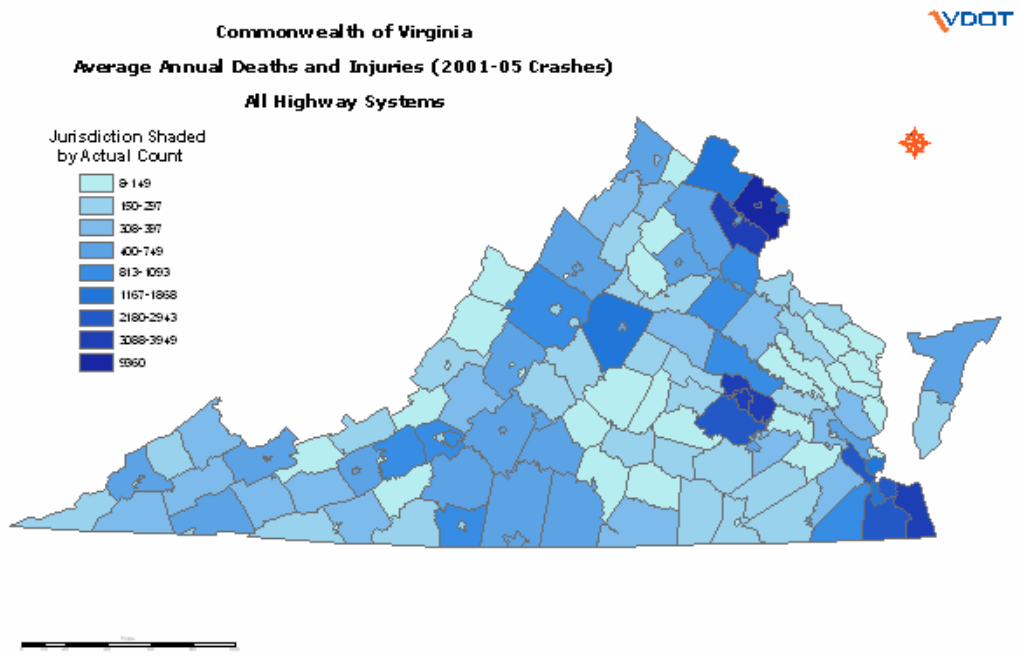 VDOT
Commonwealth of Virginia
Average Annual Deaths and Injuries (2001-05 Crashes)
All Highway Systems
Jurisdiction Shaded
by Actual Count
150-297
308-397
400-749
813-1093
1167-1868
2180-2943
3088-3949